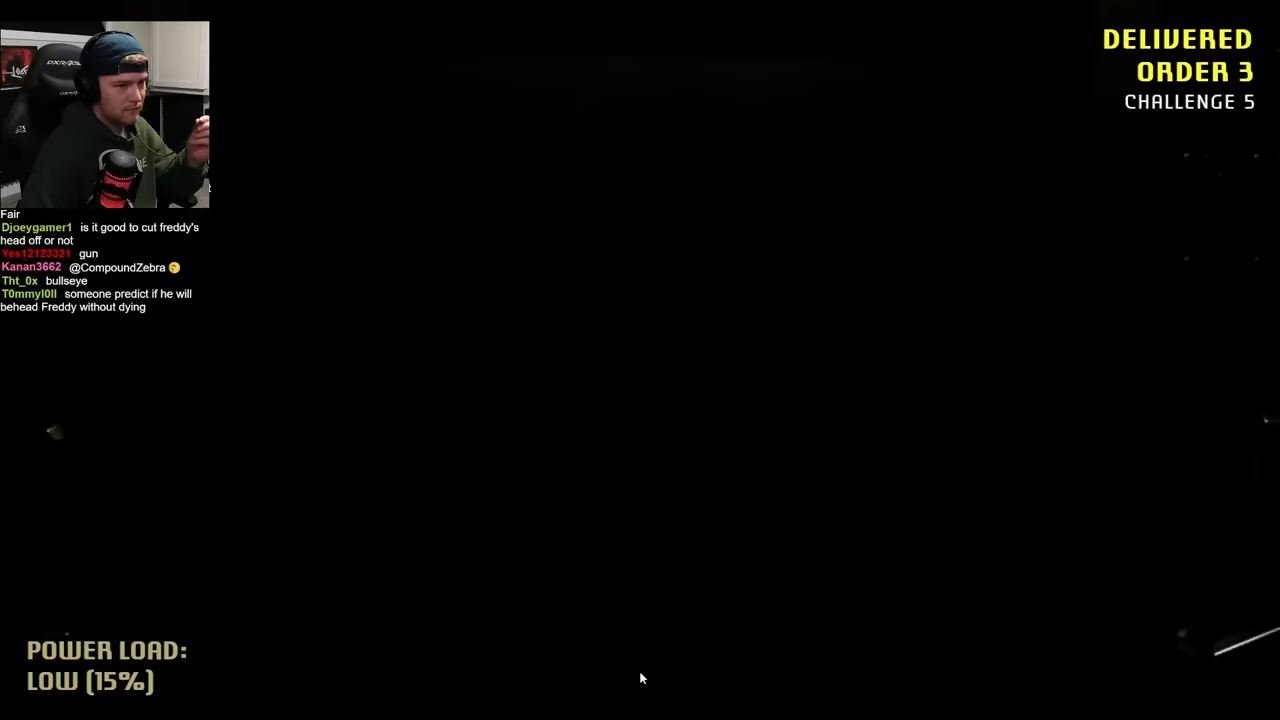 DELIVERED
ORDER 3
CHALLENGE 5
DXRACER
Fair
Djoeygamer1 is it good to cut freddy's
head off or not
Yes12123321 gun
Kanan3662 @CompoundZebra
Tht_0x bullseye
T0mmyl0ll someone predict if he will
behead Freddy without dying
POWER LOAD:
LOW (15%)